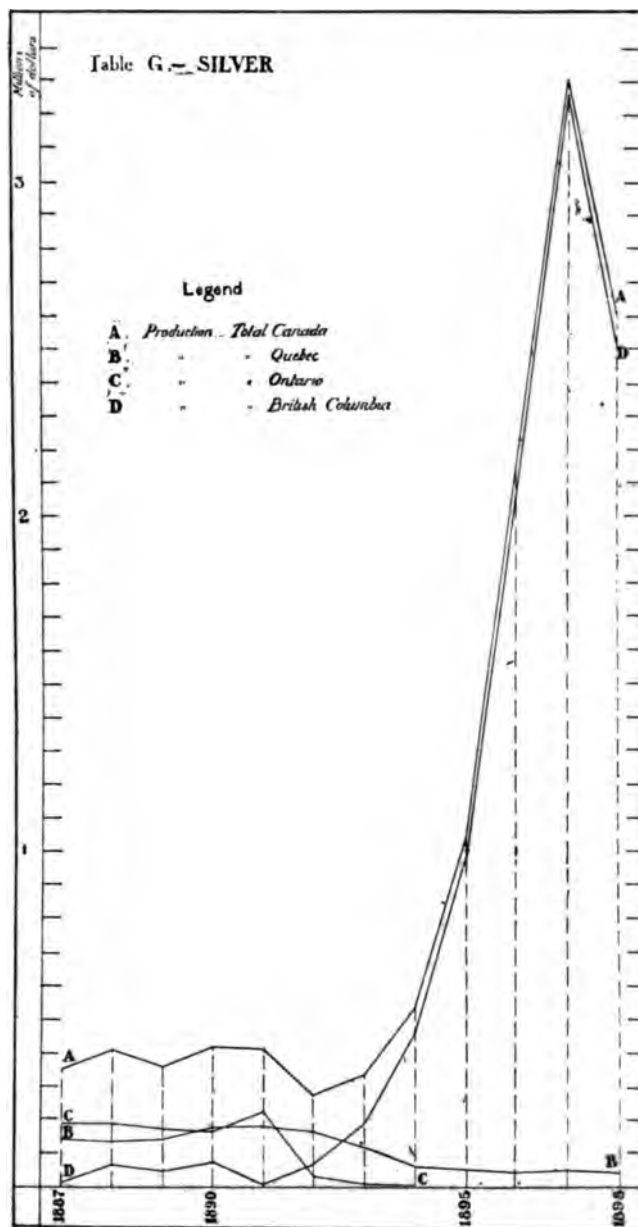 Millions
of dollars
Table G.— SILVER
3
Legend
A Production „ Total Canada
B „ „ Quebec
C „ „ Ontario
D „ „ British Columbia
A
D
2
1
A
C
B
D
B
C
1887
1890
1895
1898